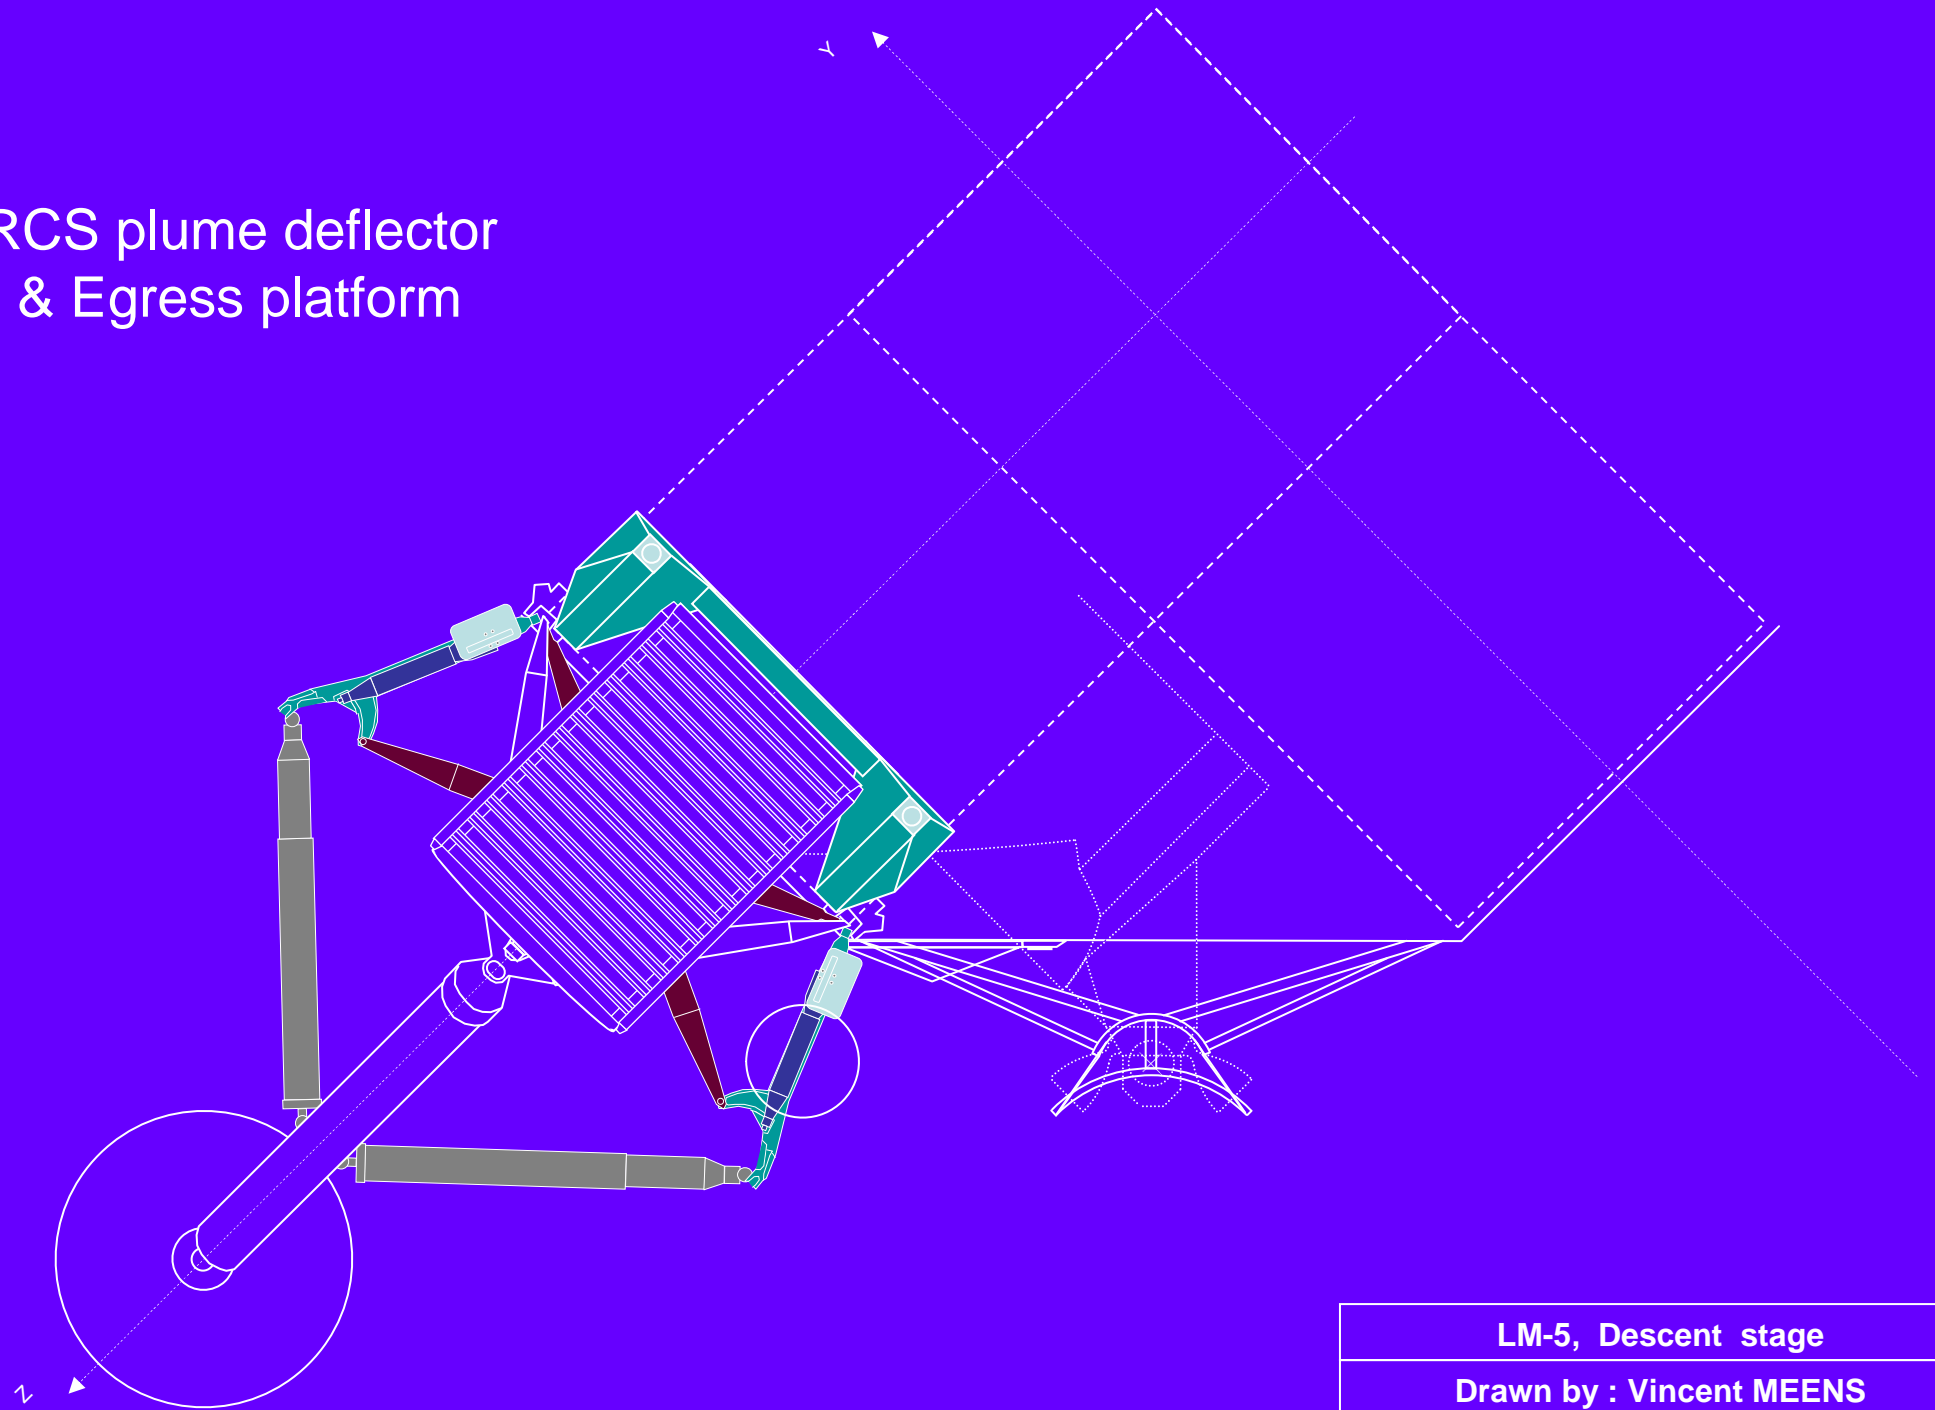 RCS plume deflector
& Egress platform
Y
Z
LM-5, Descent stage
Drawn by : Vincent MEENS